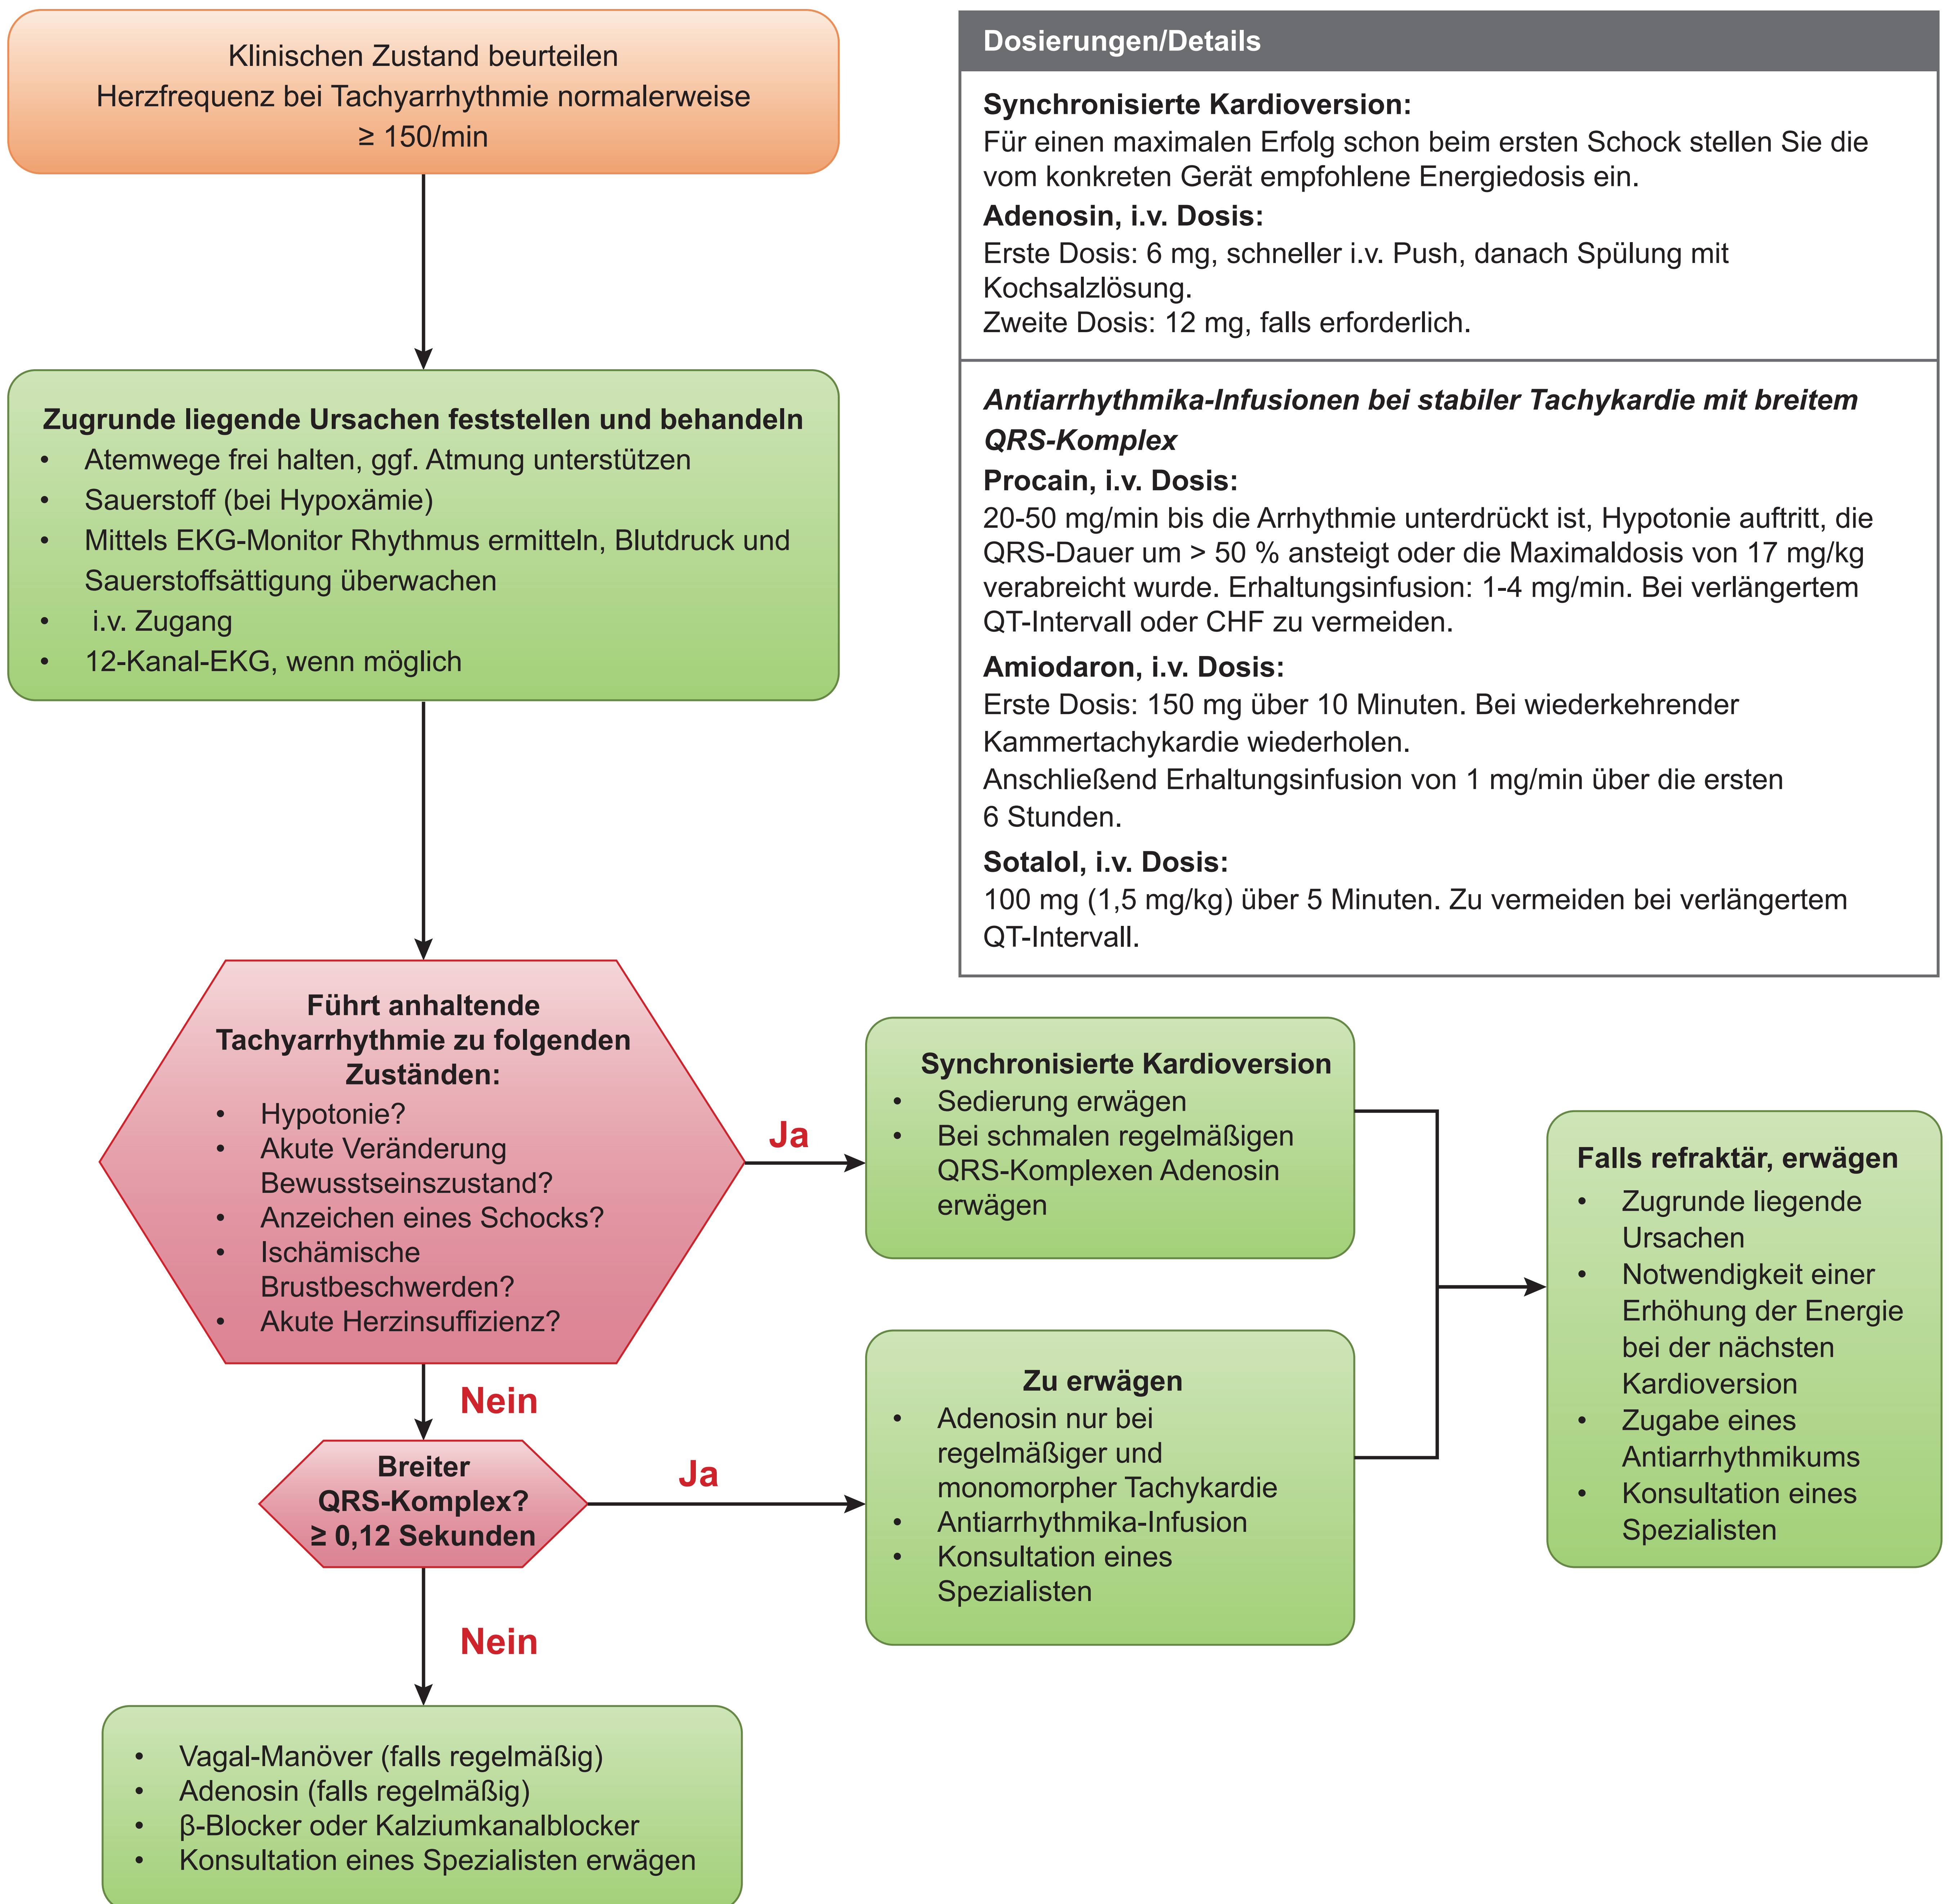 Klinischen Zustand beurteilen
Herzfrequenz bei Tachyarrhythmie normalerweise
≥ 150/min
Zugrunde liegende Ursachen feststellen und behandeln
• Atemwege frei halten, ggf. Atmung unterstützen
• Sauerstoff (bei Hypoxämie)
• Mittels EKG-Monitor Rhythmus ermitteln, Blutdruck und
Sauerstoffsättigung überwachen
• i.v. Zugang
• 12-Kanal-EKG, wenn möglich
Dosierungen/Details
Synchronisierte Kardioversion:
Für einen maximalen Erfolg schon beim ersten Schock stellen Sie die
vom konkreten Gerät empfohlene Energiedosis ein.
Adenosin, i.v. Dosis:
Erste Dosis: 6 mg, schneller i.v. Push, danach Spülung mit
Kochsalzlösung.
Zweite Dosis: 12 mg, falls erforderlich.
Antiarrhythmika-Infusionen bei stabiler Tachykardie mit breitem
QRS-Komplex
Procain, i.v. Dosis:
20-50 mg/min bis die Arrhythmie unterdrückt ist, Hypotonie auftritt, die
QRS-Dauer um > 50 % ansteigt oder die Maximaldosis von 17 mg/kg
verabreicht wurde. Erhaltungsinfusion: 1-4 mg/min. Bei verlängertem
QT-Intervall oder CHF zu vermeiden.
Amiodaron, i.v. Dosis:
Erste Dosis: 150 mg über 10 Minuten. Bei wiederkehrender
Kammertachykardie wiederholen.
Anschließend Erhaltungsinfusion von 1 mg/min über die ersten
6 Stunden.
Sotalol, i.v. Dosis:
100 mg (1,5 mg/kg) über 5 Minuten. Zu vermeiden bei verlängertem
QT-Intervall.
Führt anhaltende
Tachyarrhythmie zu folgenden
Zuständen:
• Hypotonie?
• Akute Veränderung
Bewusstseinszustand?
• Anzeichen eines Schocks?
• Ischämische
Brustbeschwerden?
• Akute Herzinsuffizienz?
Ja
Synchronisierte Kardioversion
• Sedierung erwägen
• Bei schmalen regelmäßigen
QRS-Komplexen Adenosin
erwägen
Nein
Breiter
QRS-Komplex?
≥ 0,12 Sekunden
Ja
Zu erwägen
• Adenosin nur bei
regelmäßiger und
monomorpher Tachykardie
• Antiarrhythmika-Infusion
• Konsultation eines
Spezialisten
Falls refraktär, erwägen
• Zugrunde liegende
Ursachen
• Notwendigkeit einer
Erhöhung der Energie
bei der nächsten
Kardioversion
• Zugabe eines
Antiarrhythmikums
• Konsultation eines
Spezialisten
Nein
• Vagal-Manöver (falls regelmäßig)
• Adenosin (falls regelmäßig)
• β-Blocker oder Kalziumkanalblocker
• Konsultation eines Spezialisten erwägen